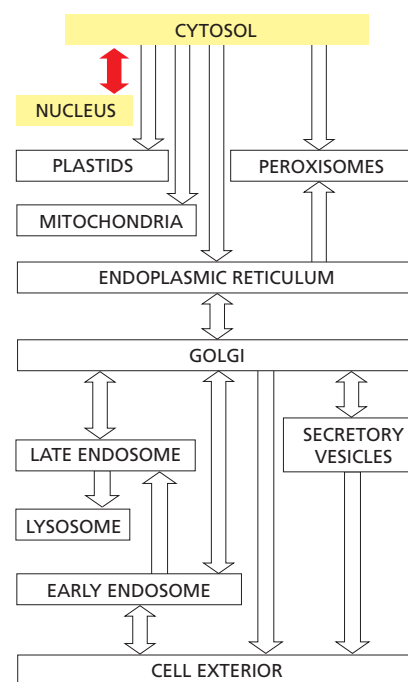 CYTOSOL
NUCLEUS
PLASTIDS
PEROXISOMES
MITOCHONDRIA
ENDOPLASMIC RETICULUM
GOLGI
LATE ENDOSOME
SECRETORY
VESICLES
LYSOSOME
EARLY ENDOSOME
CELL EXTERIOR